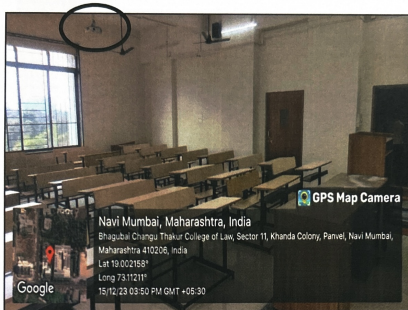 GPS Map Camera
Navi Mumbai, Maharashtra, India
Bhagubai Changu Thakur College of Law, Sector 11, Khanda Colony, Panvel, Navi Mumbai,
Maharashtra 410206, India
Lat 19.002158°
Long 73.11211°
15/12/23 03:50 PM GMT +05:30
Google